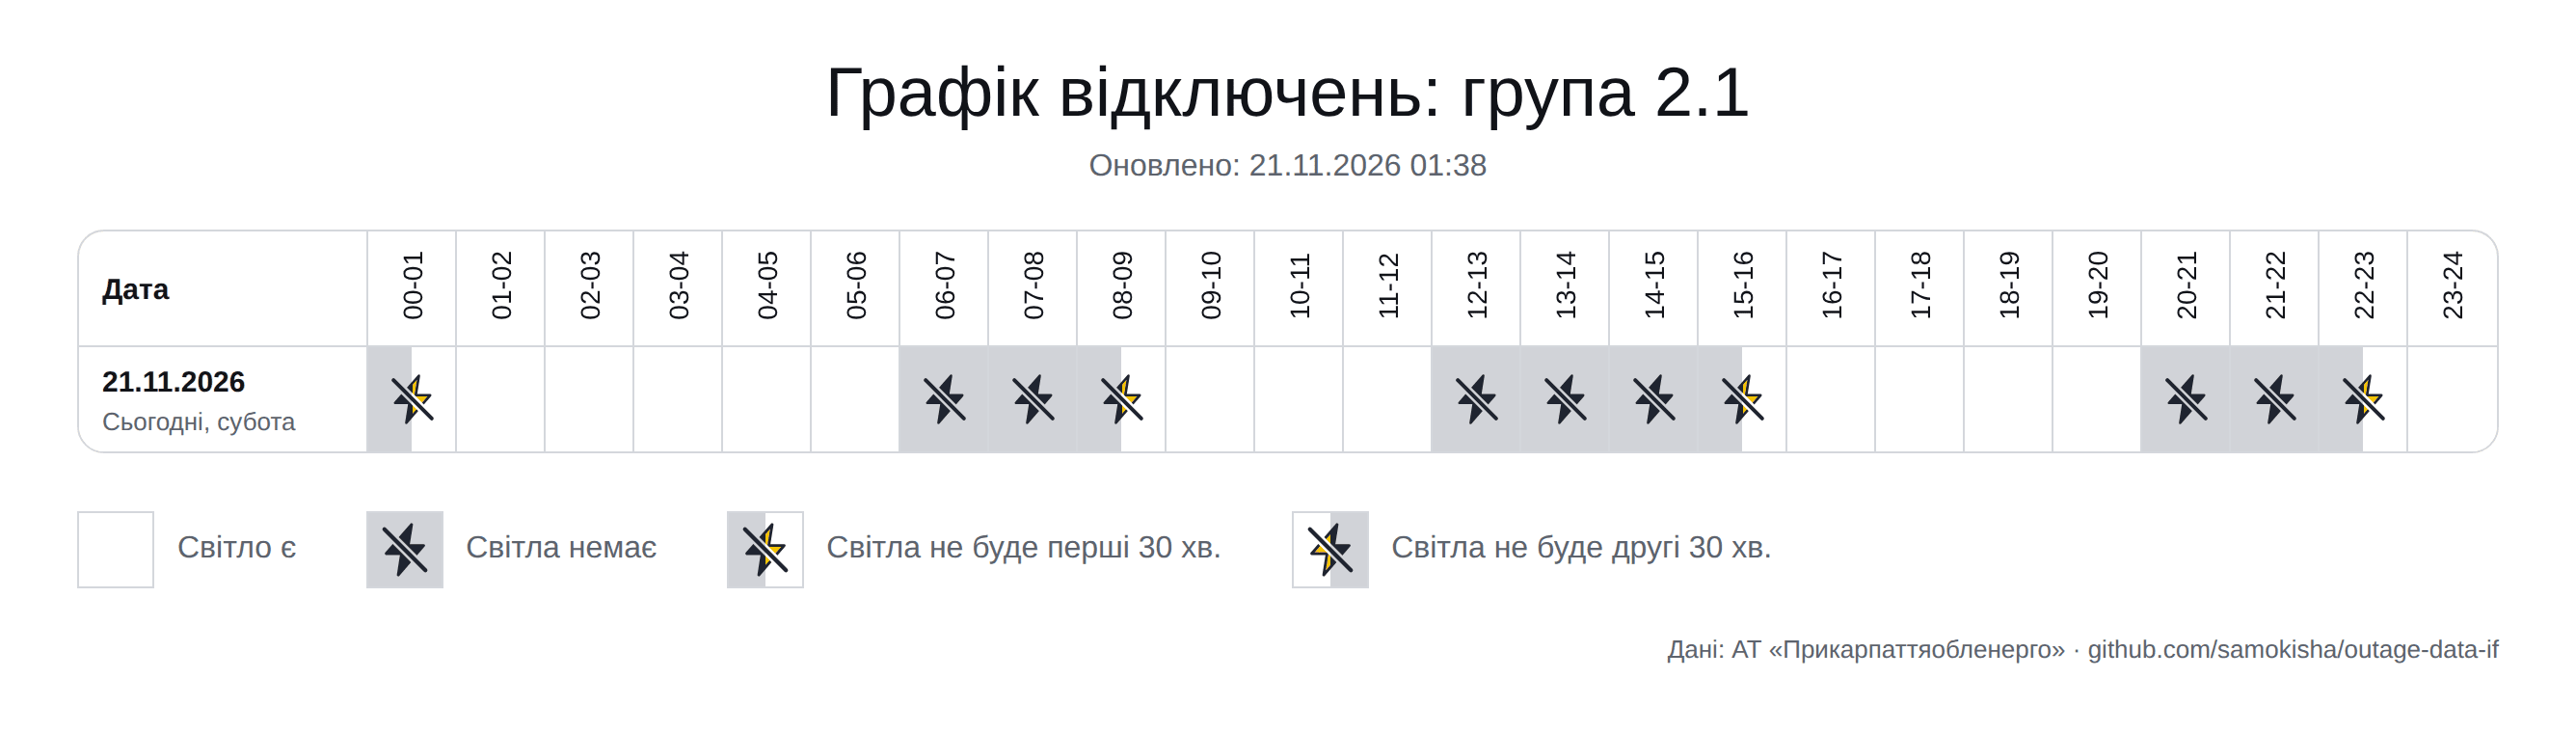 Графік відключень: група 2.1
Оновлено: 21.11.2026 01:38
Дата 00-01 01-02 02-03 03-04 04-05 05-06 06-07 07-08 08-09 09-10 10-11 11-12 12-13 13-14 14-15 15-16 16-17 17-18 18-19 19-20 20-21 21-22 22-23 23-24
21.11.2026
Сьогодні, субота
Світло є Світла немає Світла не буде перші 30 хв. Світла не буде другі 30 хв.
Дані: АТ «Прикарпаттяобленерго» · github.com/samokisha/outage-data-if